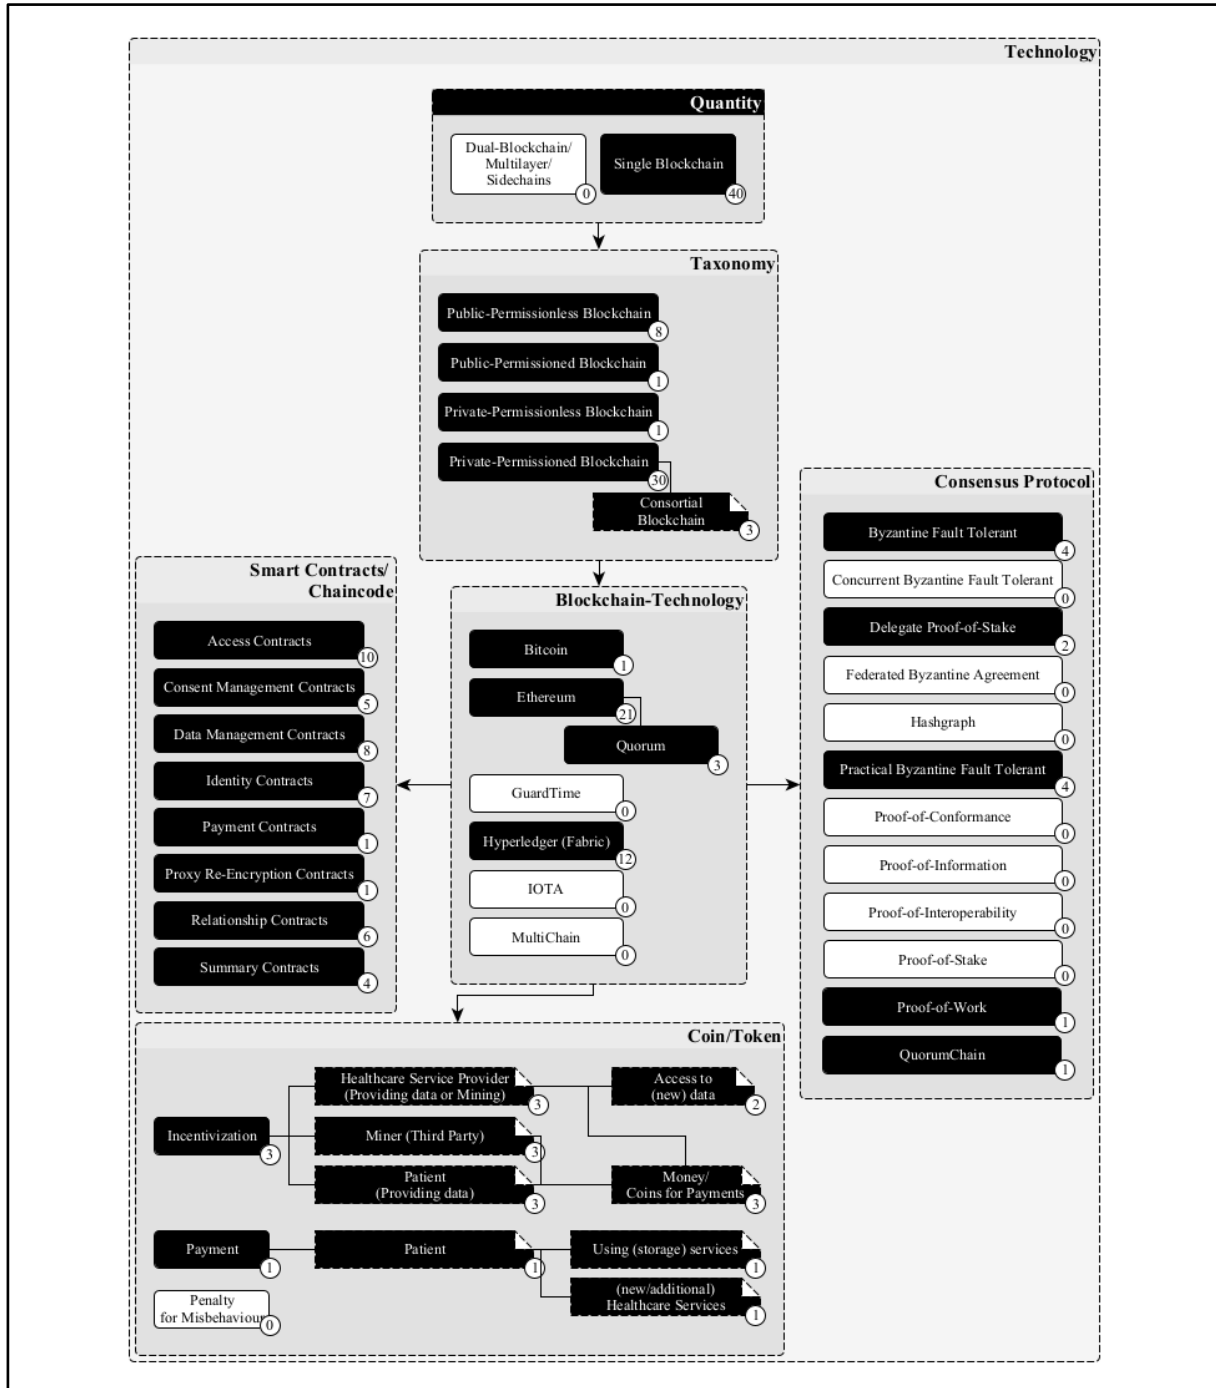 Technology
Quantity
Dual-Blockchain/
Multilayer/
Sidechains
0
Single Blockchain
40
Taxonomy
Public-Permissionless Blockchain
8
Public-Permissioned Blockchain
1
Private-Permissionless Blockchain
1
Private-Permissioned Blockchain
30
Consortial
Blockchain
3
Smart Contracts/
Chaincode
Access Contracts
10
Consent Management Contracts
5
Data Management Contracts
8
Identity Contracts
7
Payment Contracts
1
Proxy Re-Encryption Contracts
1
Relationship Contracts
6
Summary Contracts
4
Blockchain-Technology
Bitcoin
1
Ethereum
21
Quorum
3
GuardTime
0
Hyperledger (Fabric)
12
IOTA
0
MultiChain
0
Consensus Protocol
Byzantine Fault Tolerant
4
Concurrent Byzantine Fault Tolerant
0
Delegate Proof-of-Stake
2
Federated Byzantine Agreement
0
Hashgraph
0
Practical Byzantine Fault Tolerant
4
Proof-of-Conformance
0
Proof-of-Information
0
Proof-of-Interoperability
0
Proof-of-Stake
0
Proof-of-Work
1
QuorumChain
1
Coin/Token
Incentivization
3
Healthcare Service Provider
(Providing data or Mining)
3
Miner (Third Party)
3
Patient
(Providing data)
3
Access to
(new) data
2
Money/
Coins for Payments
3
Payment
1
Patient
1
Using (storage) services
1
(new/additional)
Healthcare Services
1
Penalty
for Misbehaviour
0